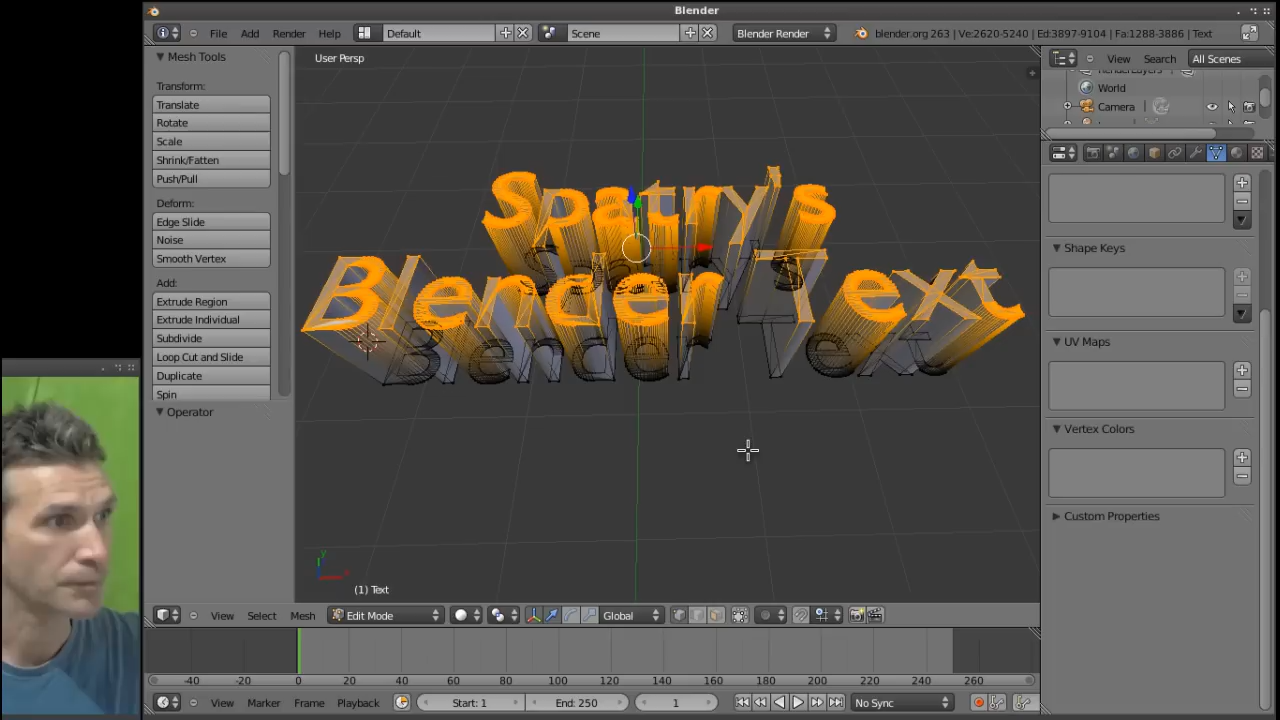 Blender
File Add Render Help Default Scene Blender Render blender.org 263 | Ve:2620-5240 | Ed:3897-9104 | Fa:1288-3886 | Text
Mesh Tools
Transform:
Translate
Rotate
Scale
Shrink/Fatten
Push/Pull
Deform:
Edge Slide
Noise
Smooth Vertex
Add:
Extrude Region
Extrude Individual
Subdivide
Loop Cut and Slide
Duplicate
Spin
Operator
User Persp
Spatry's
Blender Text
(1) Text
View Select Mesh Edit Mode Global
-40 -20 0 20 40 60 80 100 120 140 160 180 200 220 240 260
View Marker Frame Playback Start: 1 End: 250 1 No Sync
View Search All Scenes
RenderLayers
World
Camera
Shape Keys
UV Maps
Vertex Colors
Custom Properties